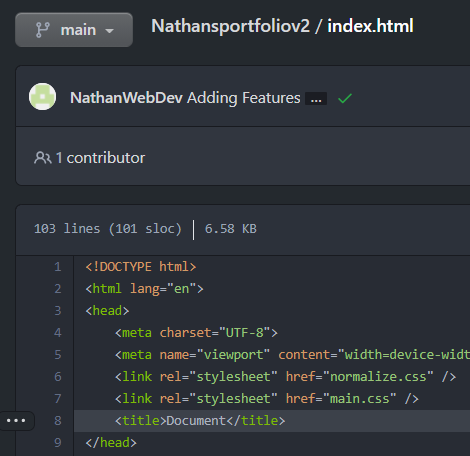 main
Nathansportfoliov2 / index.html
NathanWebDev Adding Features ...
1 contributor
103 lines (101 sloc) | 6.58 KB
1 <!DOCTYPE html>
2 <html lang="en">
3 <head>
4 <meta charset="UTF-8">
5 <meta name="viewport" content="width=device-widt
6 <link rel="stylesheet" href="normalize.css" />
7 <link rel="stylesheet" href="main.css" />
8 <title>Document</title>
9 </head>